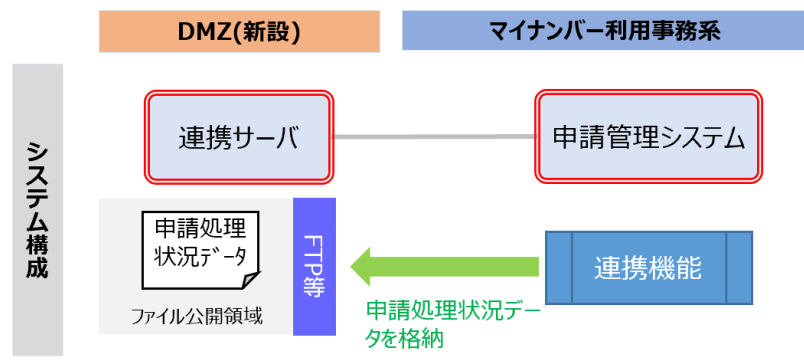 DMZ(新設)
マイナンバー利用事務系
システム構成
連携サーバ
申請管理システム
申請処理
状況ﾃﾞｰﾀ
ファイル公開領域
FTP等
連携機能
申請処理状況デー
タを格納